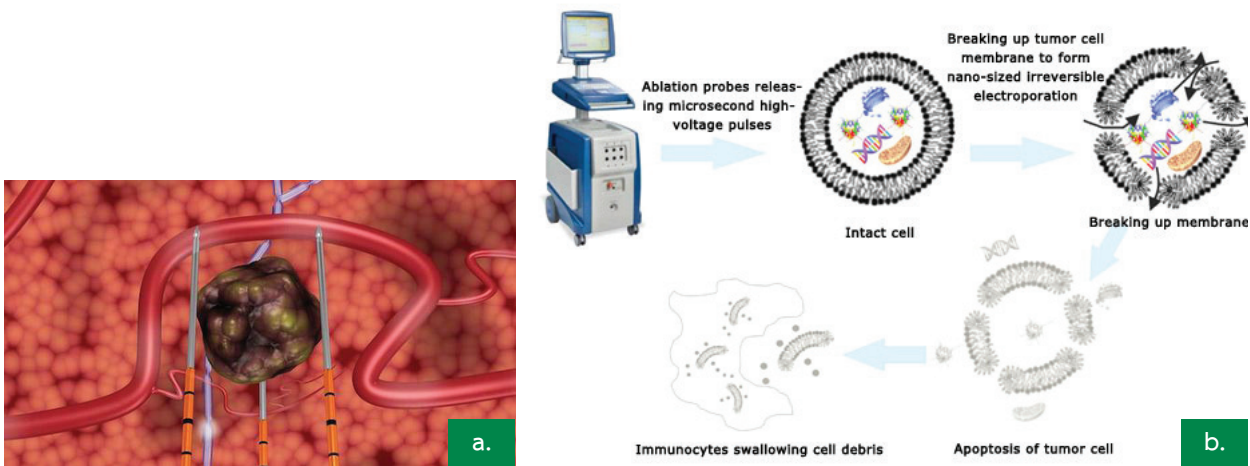 Ablation probes releas-
ing microsecond high-
voltage pulses
Breaking up tumor cell
membrane to form
nano-sized irreversible
electroporation
Intact cell
Breaking up membrane
Immunocytes swallowing cell debris
Apoptosis of tumor cell
a.
b.